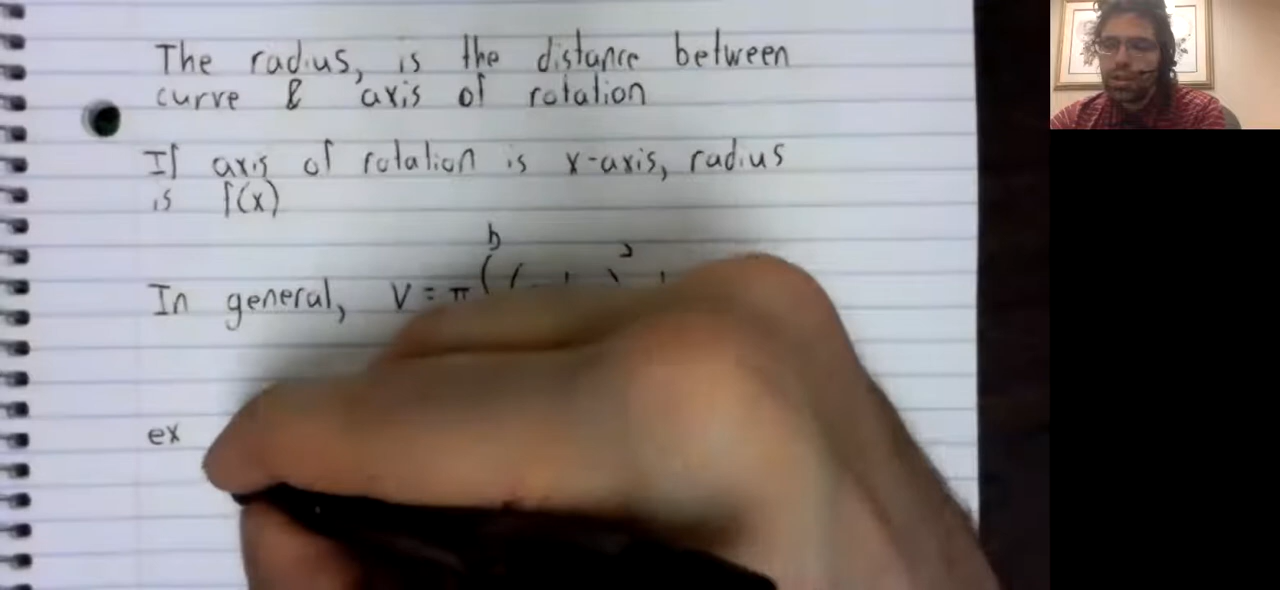 The radius, is the distance between
curve & axis of rotation
If axis of rotation is x-axis, radius
is f(x)
b
In general, V = π
ex